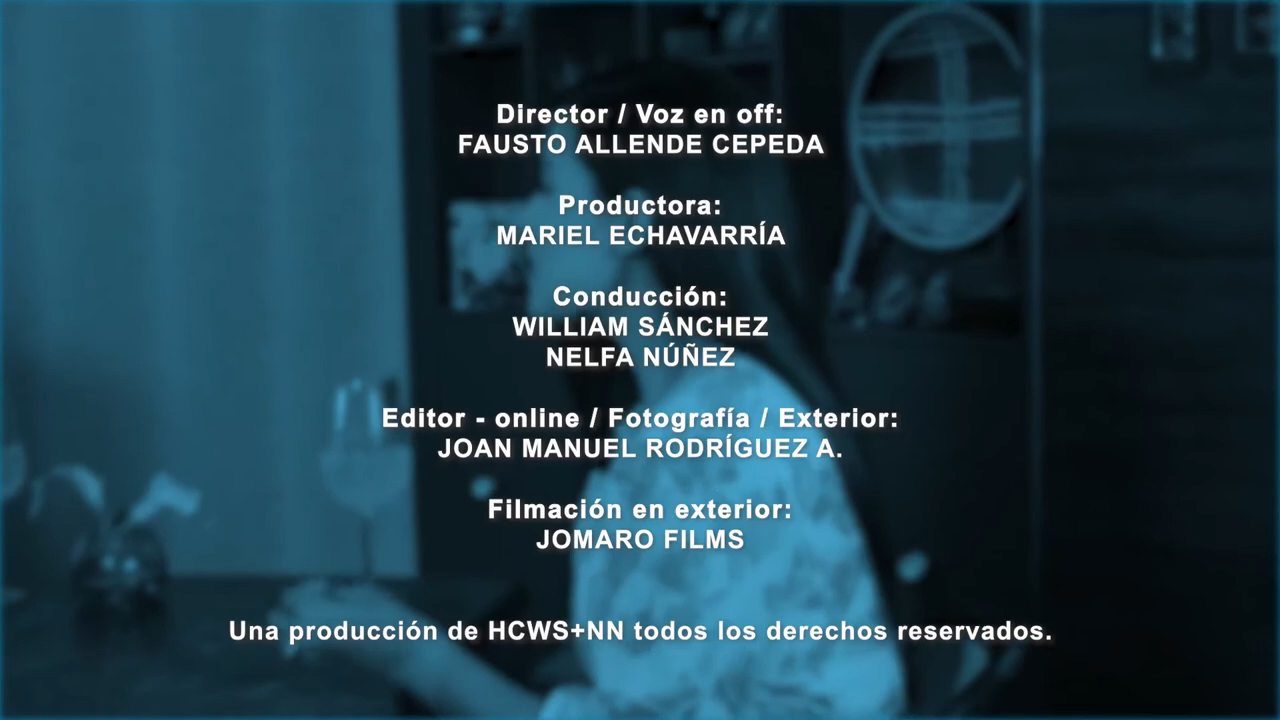 Director / Voz en off:
FAUSTO ALLENDE CEPEDA
Productora:
MARIEL ECHAVARRÍA
Conducción:
WILLIAM SÁNCHEZ
NELFA NÚÑEZ
Editor - online / Fotografía / Exterior:
JOAN MANUEL RODRÍGUEZ A.
Filmación en exterior:
JOMARO FILMS
Una producción de HCWS+NN todos los derechos reservados.